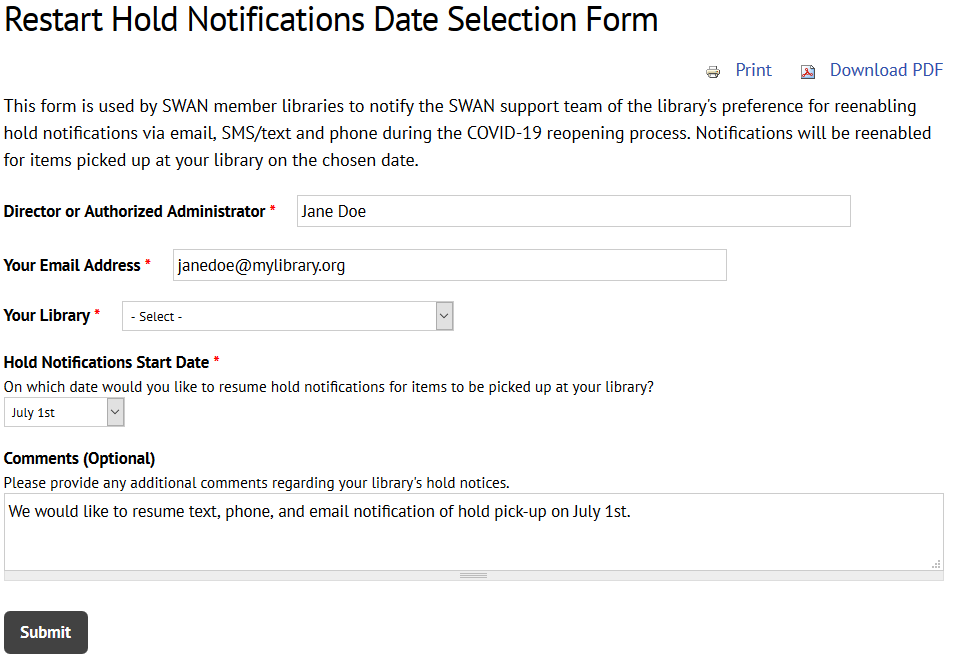 Restart Hold Notifications Date Selection Form
Print Download PDF
This form is used by SWAN member libraries to notify the SWAN support team of the library's preference for reenabling
hold notifications via email, SMS/text and phone during the COVID-19 reopening process. Notifications will be reenabled
for items picked up at your library on the chosen date.
Director or Authorized Administrator * Jane Doe
Your Email Address * janedoe@mylibrary.org
Your Library * - Select -
Hold Notifications Start Date *
On which date would you like to resume hold notifications for items to be picked up at your library?
July 1st
Comments (Optional)
Please provide any additional comments regarding your library's hold notices.
We would like to resume text, phone, and email notification of hold pick-up on July 1st.
Submit